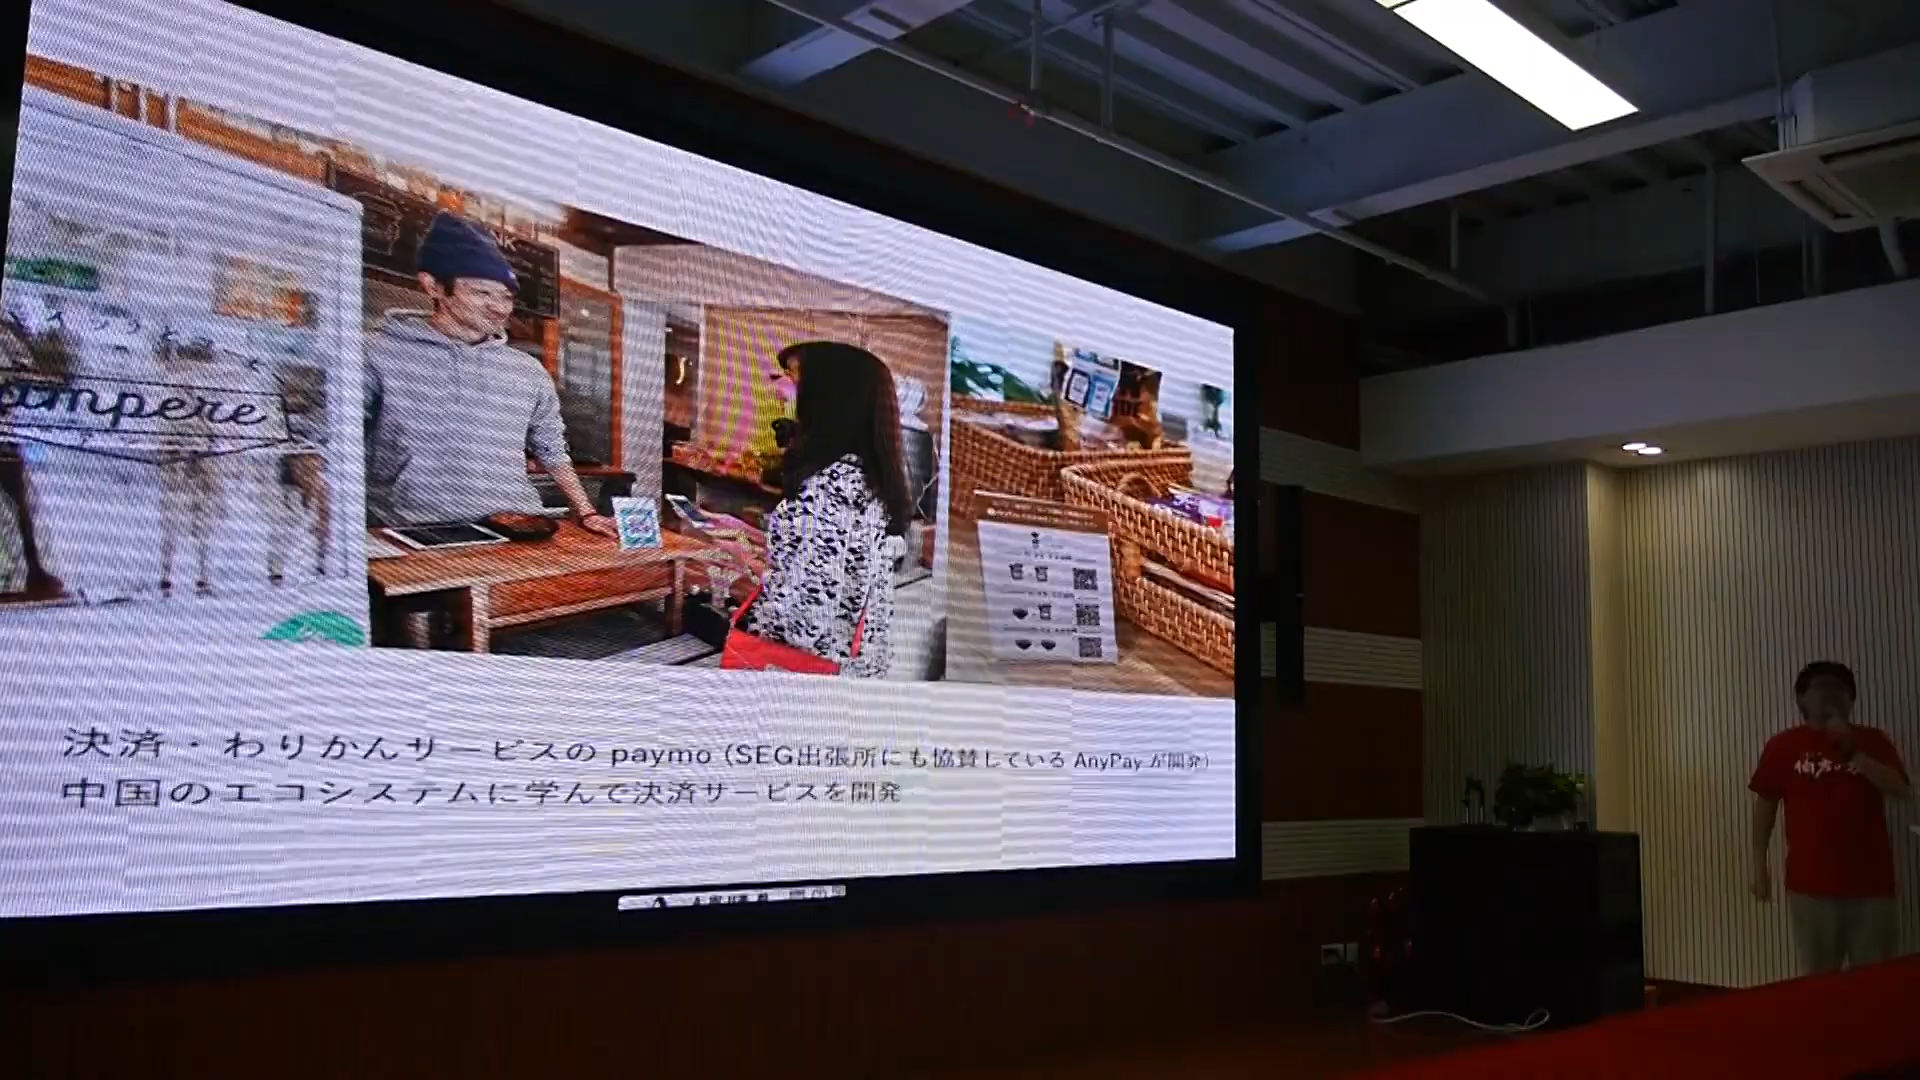 ampere
決済・わりかんサービスの paymo (SEG出張所にも協賛している AnyPay が開発)
中国のエコシステムに学んで決済サービスを開発